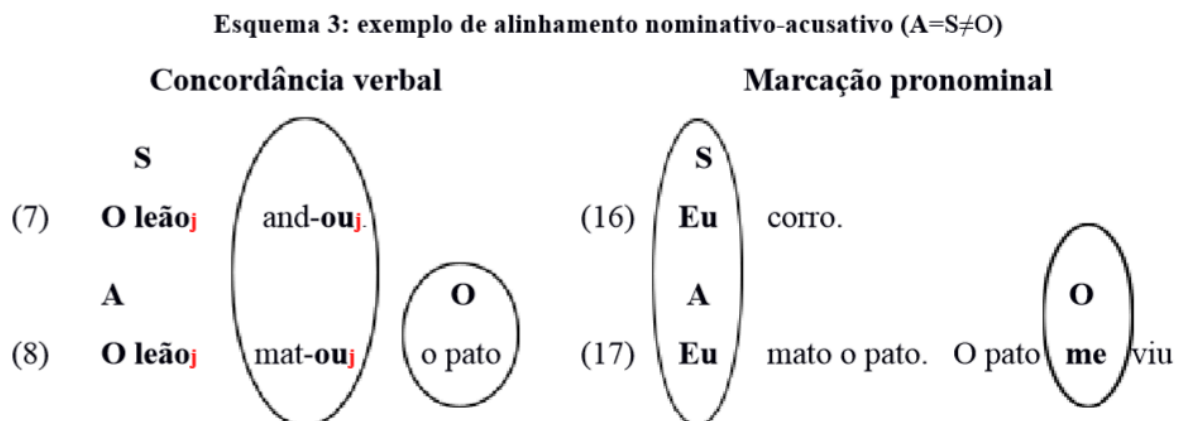 Esquema 3: exemplo de alinhamento nominativo-acusativo (A=S≠O)
Concordância verbal Marcação pronominal
S S
(7) O leãoj and-ouj. (16) Eu corro.
A O A O
(8) O leãoj mat-ouj o pato (17) Eu mato o pato. O pato me viu